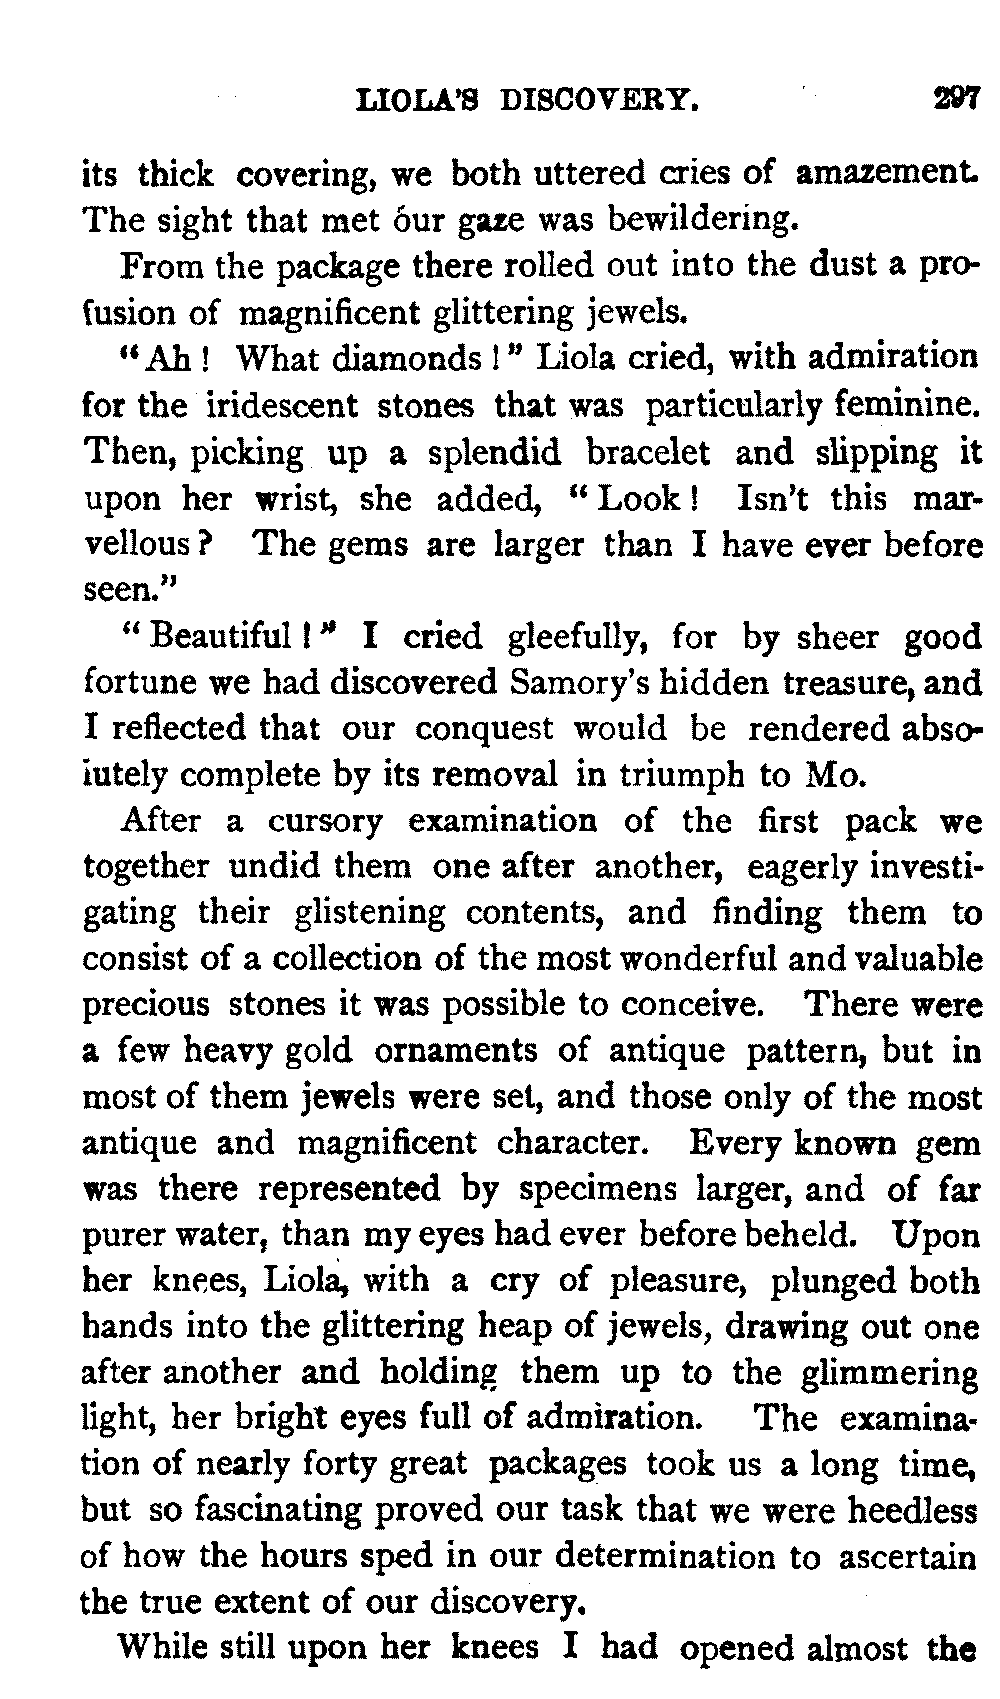 LIOLA'S DISCOVERY. 297
its thick covering, we both uttered cries of amazement.
The sight that met our gaze was bewildering.
From the package there rolled out into the dust a pro-
fusion of magnificent glittering jewels.
"Ah! What diamonds!" Liola cried, with admiration
for the iridescent stones that was particularly feminine.
Then, picking up a splendid bracelet and slipping it
upon her wrist, she added, "Look! Isn't this mar-
vellous? The gems are larger than I have ever before
seen."
"Beautiful!" I cried gleefully, for by sheer good
fortune we had discovered Samory's hidden treasure, and
I reflected that our conquest would be rendered abso-
lutely complete by its removal in triumph to Mo.
After a cursory examination of the first pack we
together undid them one after another, eagerly investi-
gating their glistening contents, and finding them to
consist of a collection of the most wonderful and valuable
precious stones it was possible to conceive. There were
a few heavy gold ornaments of antique pattern, but in
most of them jewels were set, and those only of the most
antique and magnificent character. Every known gem
was there represented by specimens larger, and of far
purer water, than my eyes had ever before beheld. Upon
her knees, Liola, with a cry of pleasure, plunged both
hands into the glittering heap of jewels, drawing out one
after another and holding them up to the glimmering
light, her bright eyes full of admiration. The examina-
tion of nearly forty great packages took us a long time,
but so fascinating proved our task that we were heedless
of how the hours sped in our determination to ascertain
the true extent of our discovery.
While still upon her knees I had opened almost the